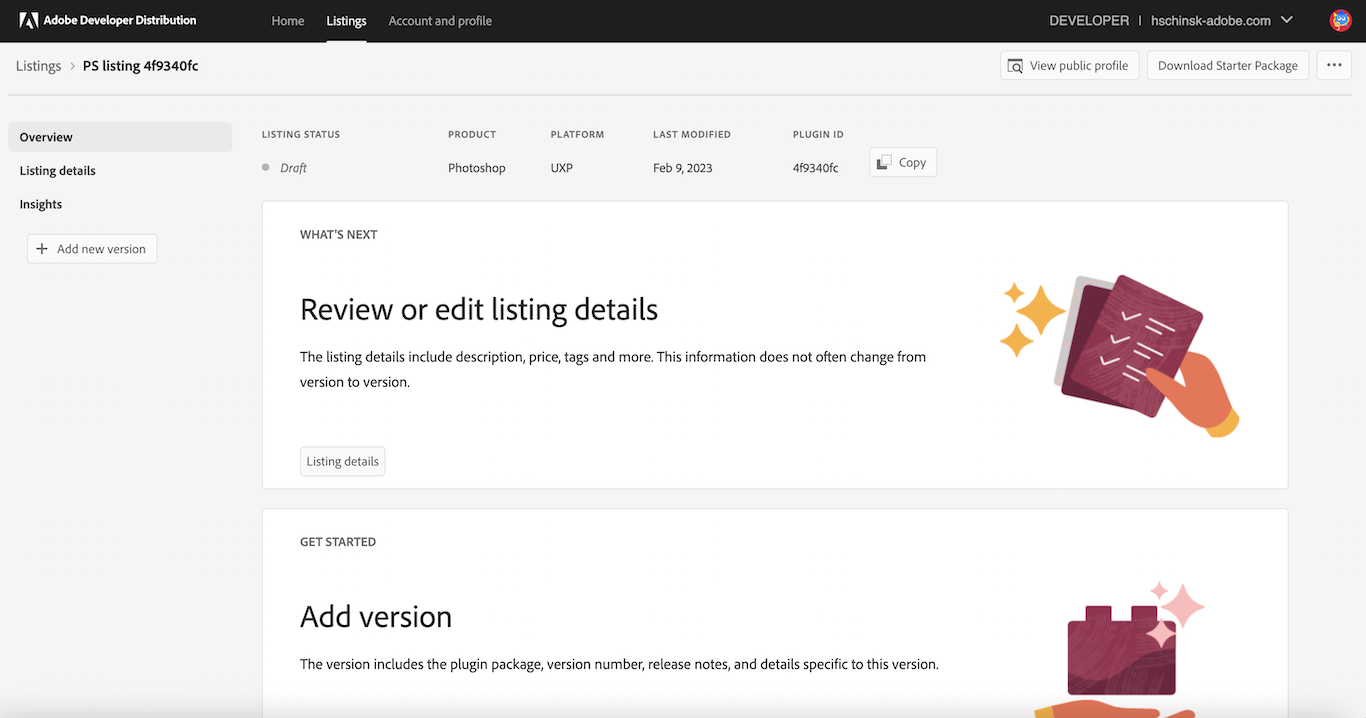 Adobe Developer Distribution
Home
Listings
Account and profile
DEVELOPER | hschinsk-adobe.com
Listings > PS listing 4f9340fc
View public profile
Download Starter Package
Overview
Listing details
Insights
Add new version
LISTING STATUS
PRODUCT
PLATFORM
LAST MODIFIED
PLUGIN ID
Draft
Photoshop
UXP
Feb 9, 2023
4f9340fc
Copy
WHAT'S NEXT
Review or edit listing details
The listing details include description, price, tags and more. This information does not often change from
version to version.
Listing details
GET STARTED
Add version
The version includes the plugin package, version number, release notes, and details specific to this version.